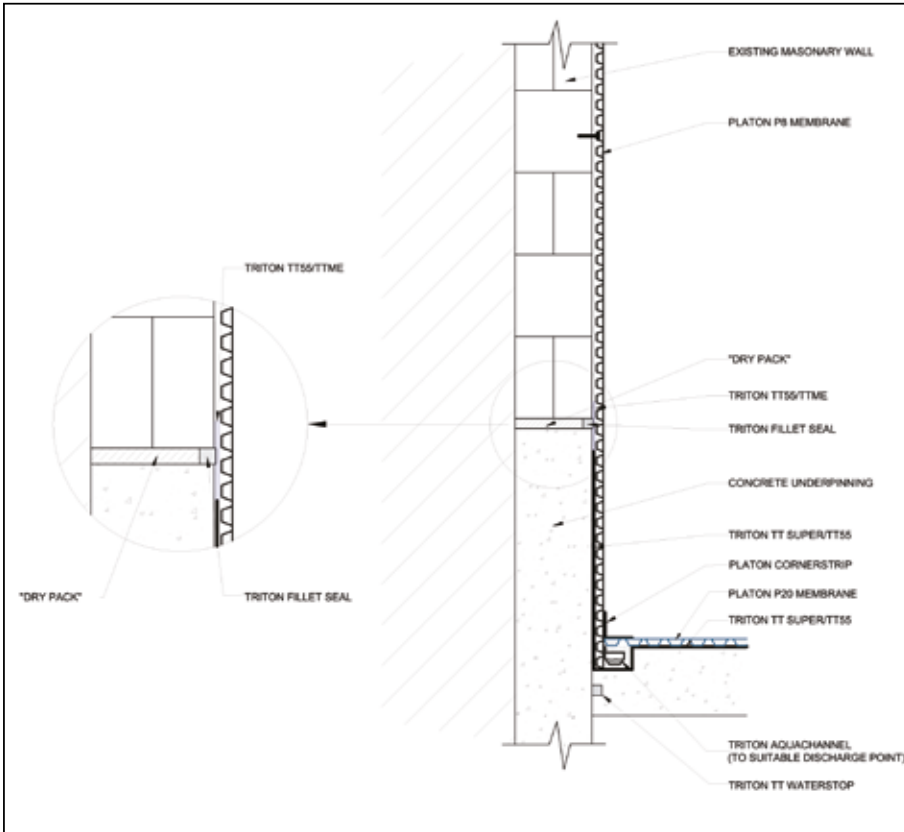 EXISTING MASONARY WALL
PLATON P8 MEMBRANE
TRITON TT55/TTME
"DRY PACK"
TRITON TT55/TTME
TRITON FILLET SEAL
CONCRETE UNDERPINNING
TRITON TT SUPER/TT55
PLATON CORNERSTRIP
"DRY PACK"
TRITON FILLET SEAL
PLATON P20 MEMBRANE
TRITON TT SUPER/TT55
TRITON AQUACHANNEL
(TO SUITABLE DISCHARGE POINT)
TRITON TT WATERSTOP